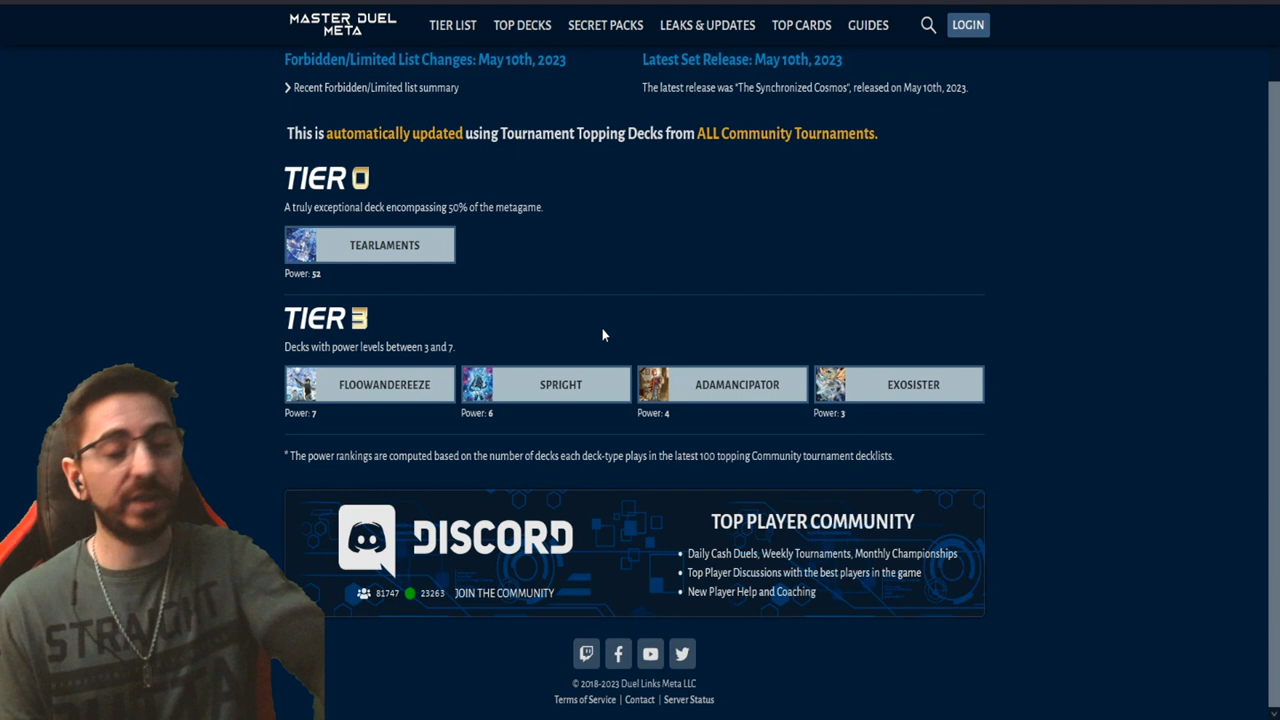 MASTER DUEL META
TIER LIST TOP DECKS SECRET PACKS LEAKS & UPDATES TOP CARDS GUIDES LOGIN
Forbidden/Limited List Changes: May 10th, 2023
Recent Forbidden/Limited list summary
Latest Set Release: May 10th, 2023
The latest release was "The Synchronized Cosmos", released on May 10th, 2023.
This is automatically updated using Tournament Topping Decks from ALL Community Tournaments.
TIER 0
A truly exceptional deck encompassing 50% of the metagame.
TEARLAMENTS
Power: 52
TIER 3
Decks with power levels between 3 and 7.
FLOOWANDEREEZE SPRIGHT ADAMANCIPATOR EXOSISTER
Power: 7 Power: 6 Power: 4 Power: 3
* The power rankings are computed based on the number of decks each deck-type plays in the latest 100 topping Community tournament decklists.
DISCORD
81747 23263 JOIN THE COMMUNITY
TOP PLAYER COMMUNITY
• Daily Cash Duels, Weekly Tournaments, Monthly Championships
• Top Player Discussions with the best players in the game
• New Player Help and Coaching
© 2018-2023 Duel Links Meta LLC
Terms of Service | Contact | Server Status